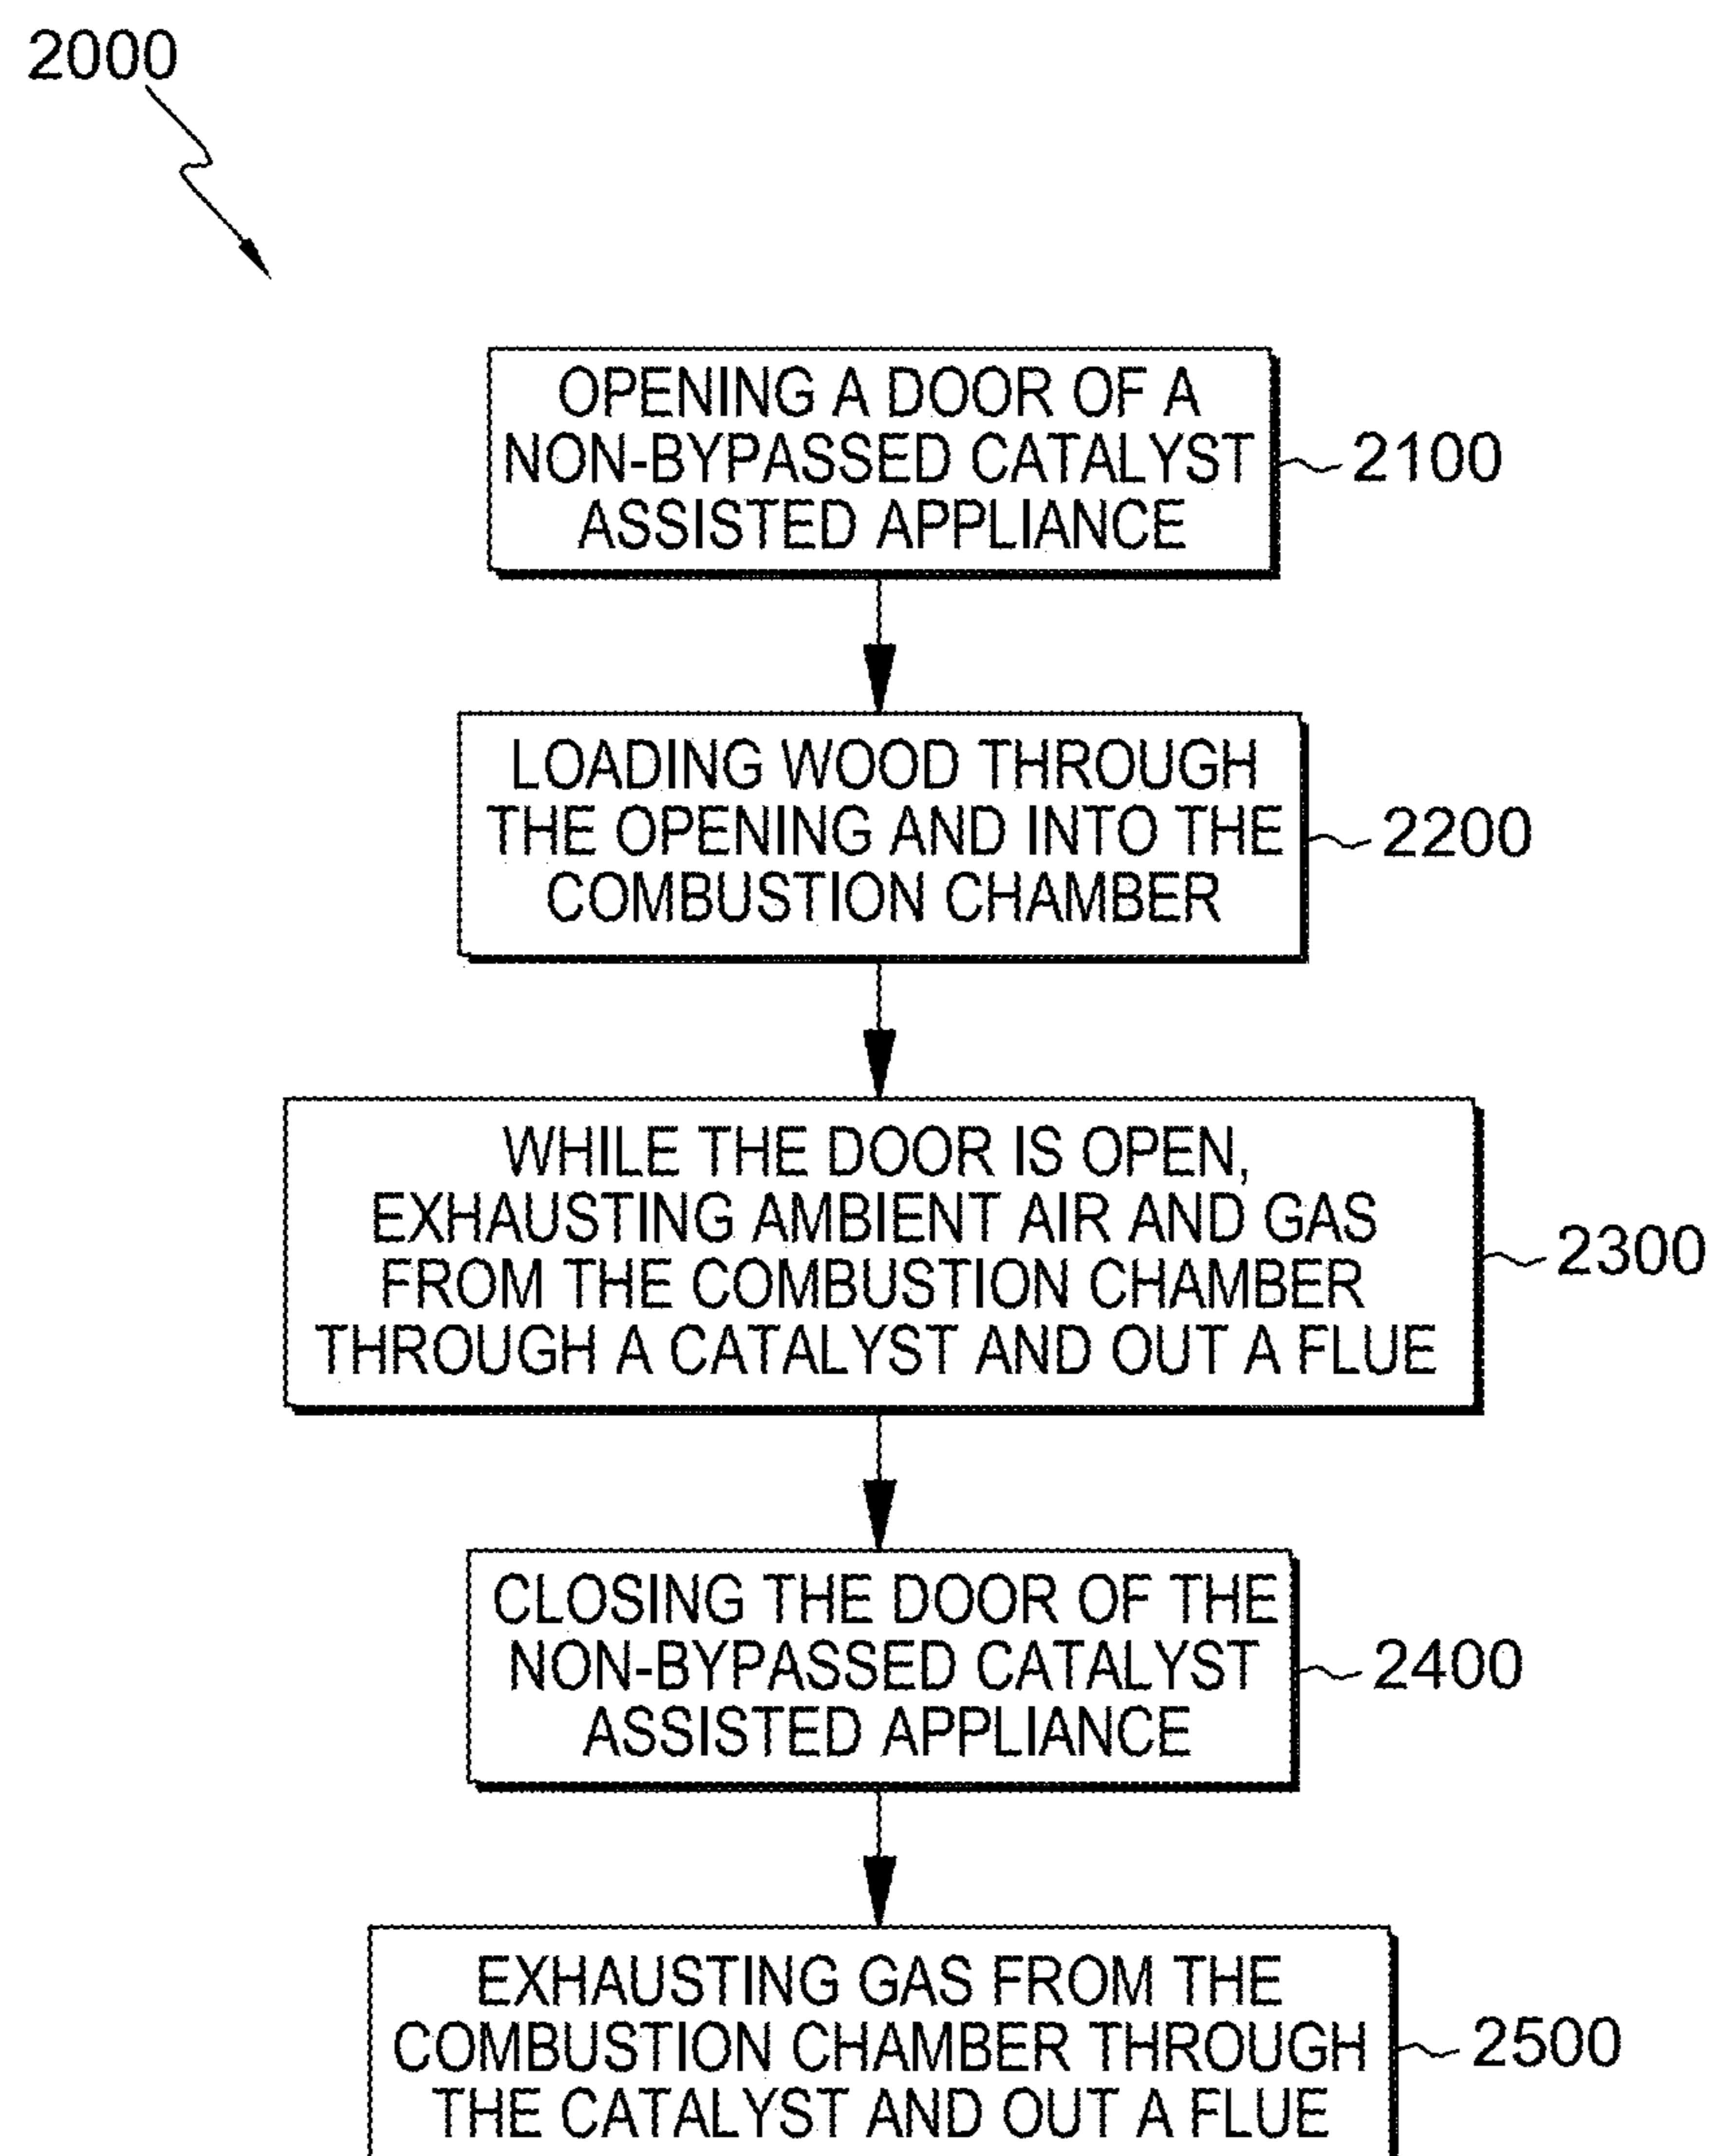 2000
OPENING A DOOR OF A
NON-BYPASSED CATALYST
ASSISTED APPLIANCE
2100
LOADING WOOD THROUGH
THE OPENING AND INTO THE
COMBUSTION CHAMBER
2200
WHILE THE DOOR IS OPEN,
EXHAUSTING AMBIENT AIR AND GAS
FROM THE COMBUSTION CHAMBER
THROUGH A CATALYST AND OUT A FLUE
2300
CLOSING THE DOOR OF THE
NON-BYPASSED CATALYST
ASSISTED APPLIANCE
2400
EXHAUSTING GAS FROM THE
COMBUSTION CHAMBER THROUGH
THE CATALYST AND OUT A FLUE
2500